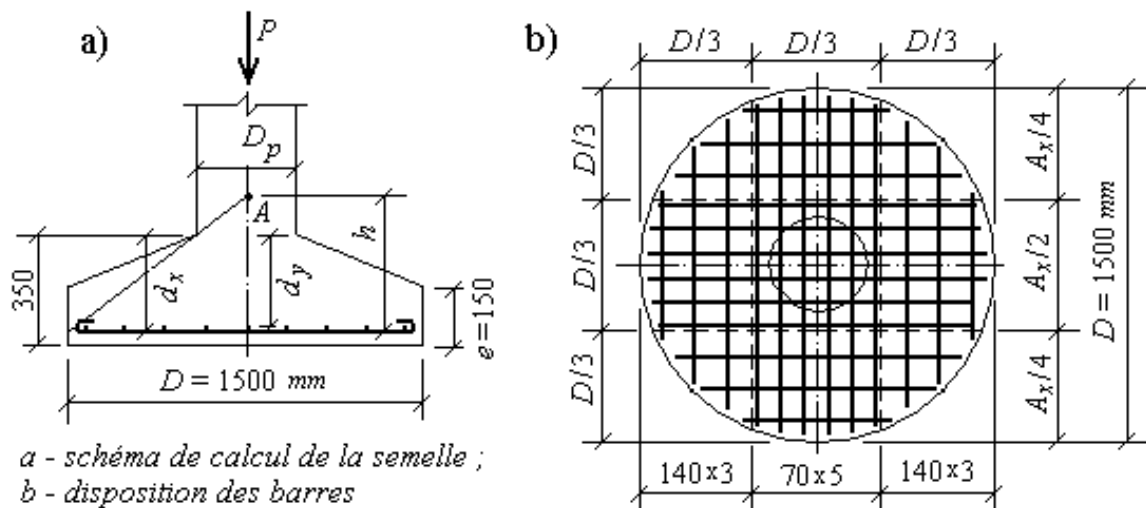 a)
P
D_p
A
h
350
d_x
d_y
e=150
D = 1500 mm
a - schéma de calcul de la semelle ;
b - disposition des barres
b)
D/3 D/3 D/3
D/3
D/3
D/3
A_x/4
A_x/2
A_x/4
D = 1500 mm
140x3 70x5 140x3